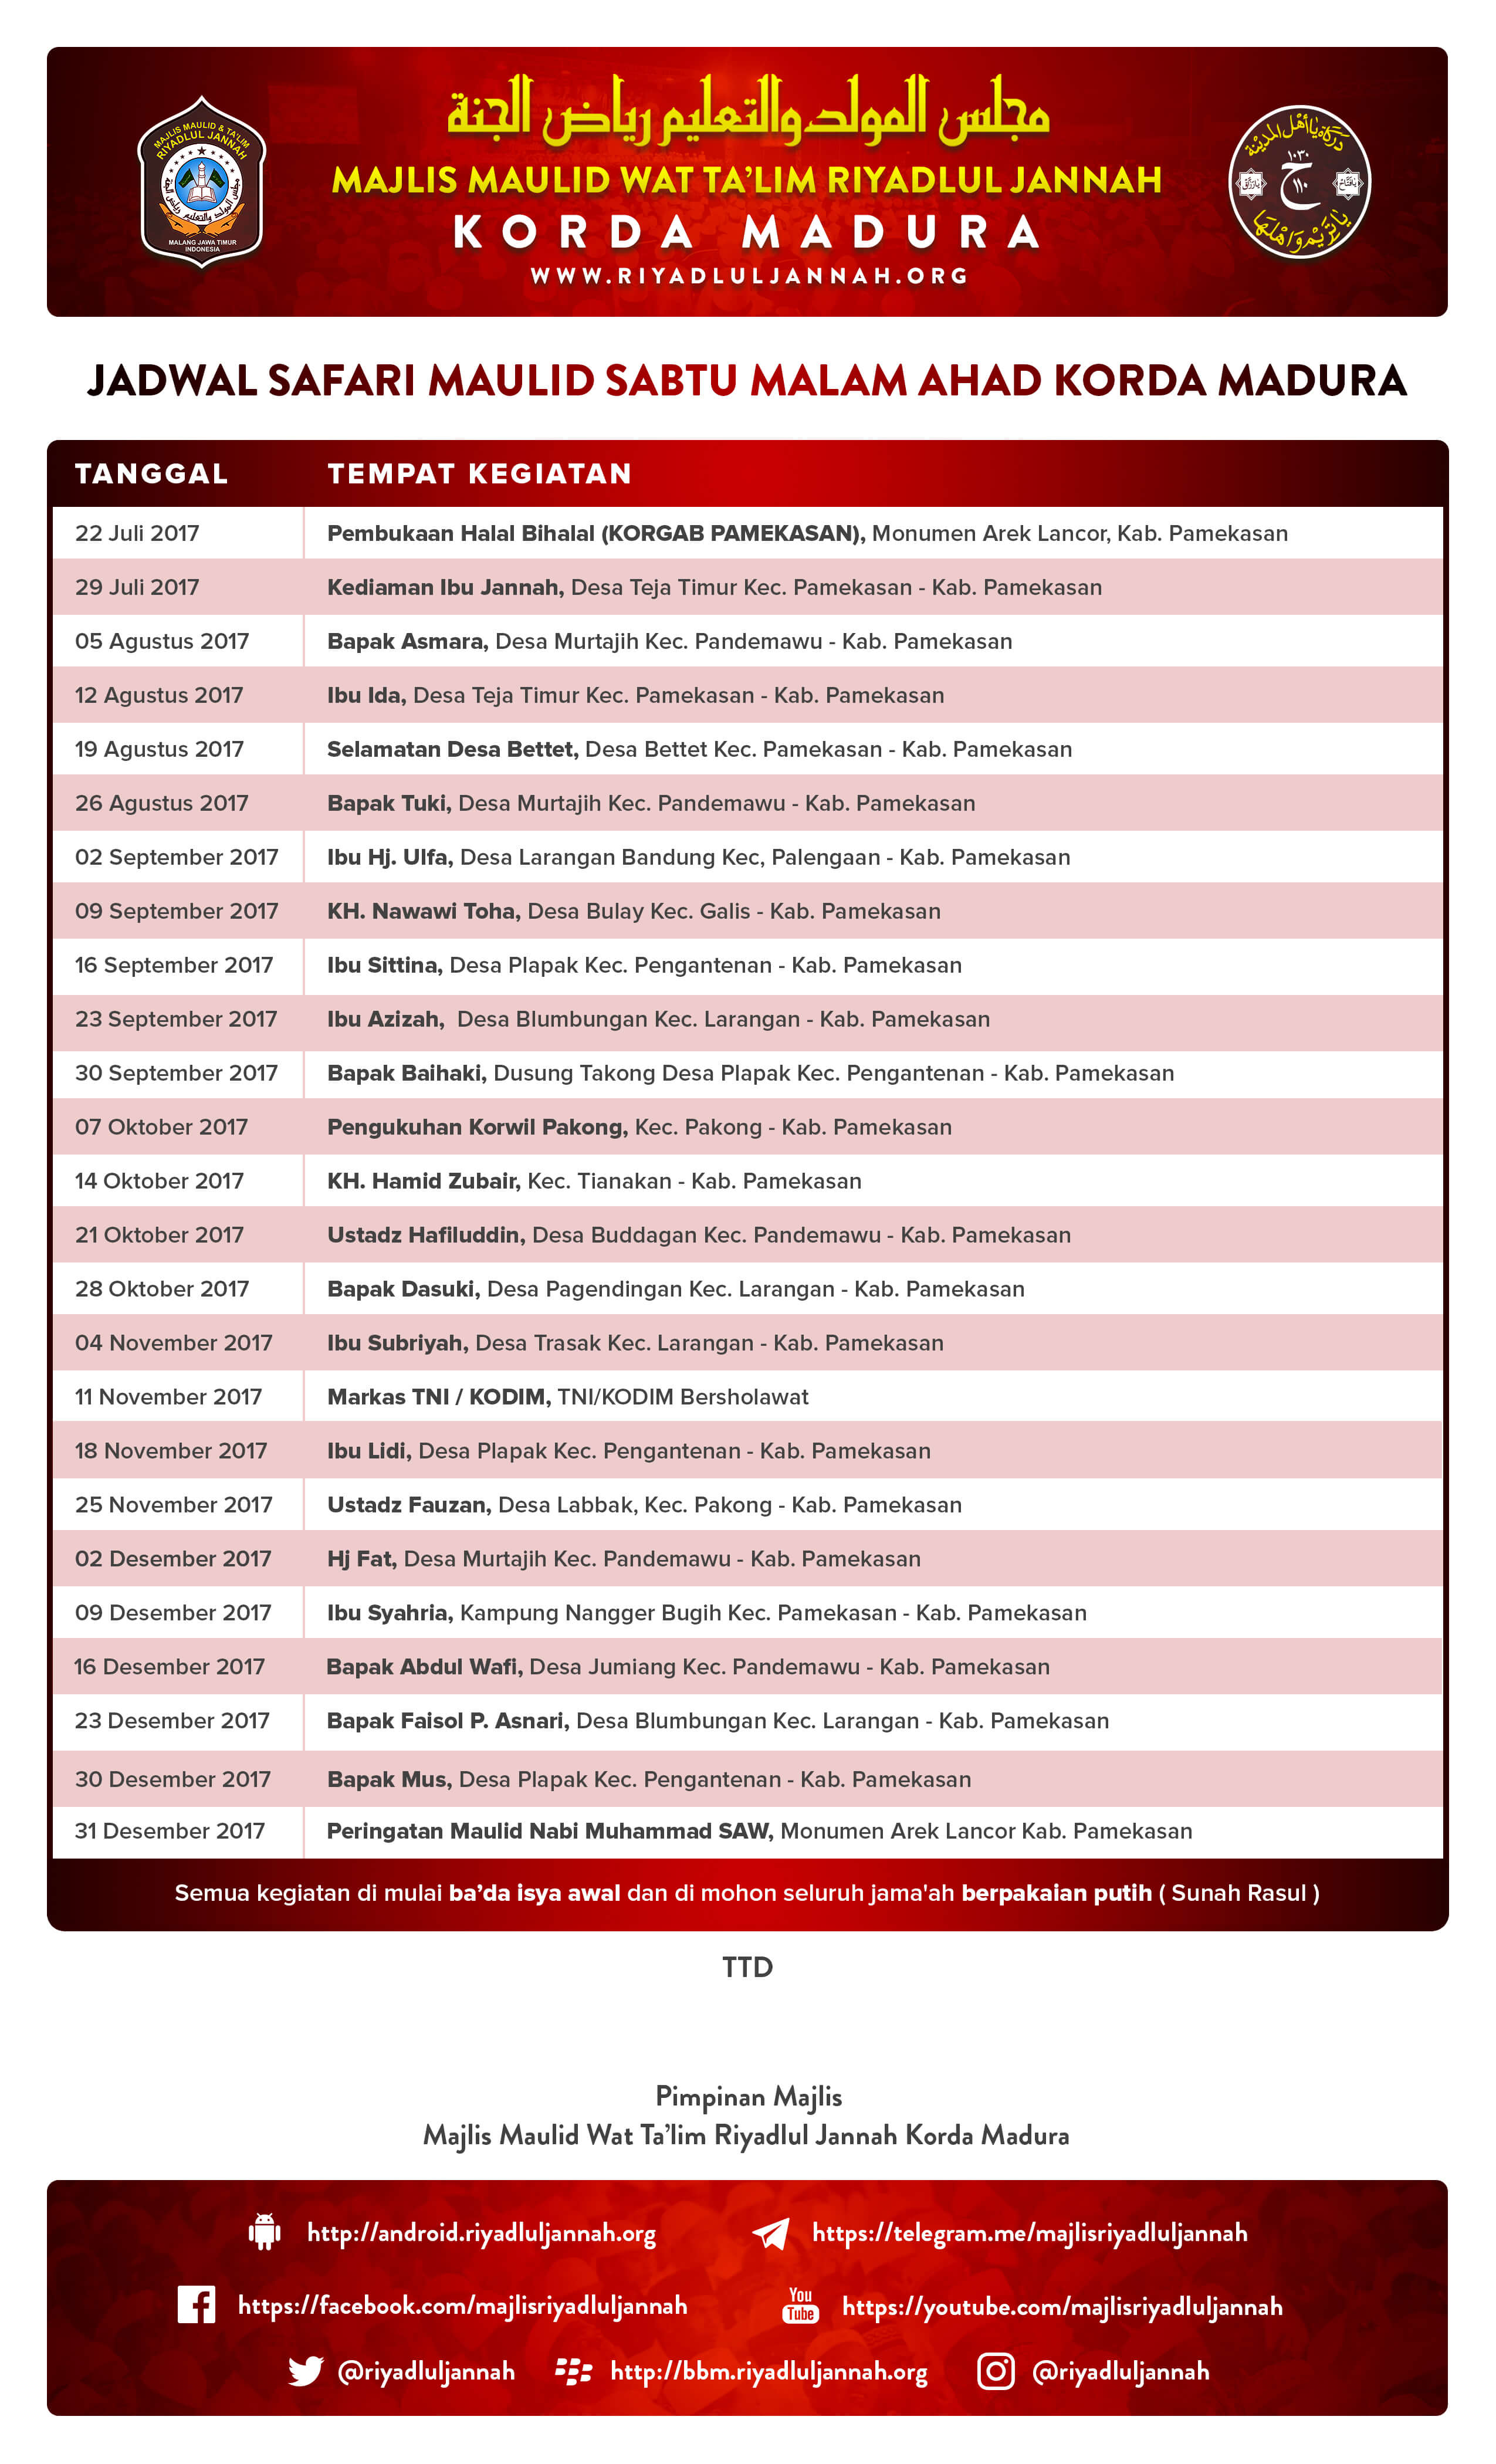 مجلس المولد والتعليم رياض الجنة
MAJLIS MAULID WAT TA’LIM RIYADLUL JANNAH
KORDA MADURA
WWW.RIYADLULJANNAH.ORG
MAJLIS MAULID & TA'LIM
RIYADLUL JANNAH
مجلس المولد والتعليم رياض الجنة
MALANG JAWA TIMUR
INDONESIA
١٠٣٠
ح
١١٠
JADWAL SAFARI MAULID SABTU MALAM AHAD KORDA MADURA
TANGGAL TEMPAT KEGIATAN
22 Juli 2017 Pembukaan Halal Bihalal (KORGAB PAMEKASAN), Monumen Arek Lancor, Kab. Pamekasan
29 Juli 2017 Kediaman Ibu Jannah, Desa Teja Timur Kec. Pamekasan - Kab. Pamekasan
05 Agustus 2017 Bapak Asmara, Desa Murtajih Kec. Pandemawu - Kab. Pamekasan
12 Agustus 2017 Ibu Ida, Desa Teja Timur Kec. Pamekasan - Kab. Pamekasan
19 Agustus 2017 Selamatan Desa Bettet, Desa Bettet Kec. Pamekasan - Kab. Pamekasan
26 Agustus 2017 Bapak Tuki, Desa Murtajih Kec. Pandemawu - Kab. Pamekasan
02 September 2017 Ibu Hj. Ulfa, Desa Larangan Bandung Kec, Palengaan - Kab. Pamekasan
09 September 2017 KH. Nawawi Toha, Desa Bulay Kec. Galis - Kab. Pamekasan
16 September 2017 Ibu Sittina, Desa Plapak Kec. Pengantenan - Kab. Pamekasan
23 September 2017 Ibu Azizah, Desa Blumbungan Kec. Larangan - Kab. Pamekasan
30 September 2017 Bapak Baihaki, Dusung Takong Desa Plapak Kec. Pengantenan - Kab. Pamekasan
07 Oktober 2017 Pengukuhan Korwil Pakong, Kec. Pakong - Kab. Pamekasan
14 Oktober 2017 KH. Hamid Zubair, Kec. Tianakan - Kab. Pamekasan
21 Oktober 2017 Ustadz Hafiluddin, Desa Buddagan Kec. Pandemawu - Kab. Pamekasan
28 Oktober 2017 Bapak Dasuki, Desa Pagendingan Kec. Larangan - Kab. Pamekasan
04 November 2017 Ibu Subriyah, Desa Trasak Kec. Larangan - Kab. Pamekasan
11 November 2017 Markas TNI / KODIM, TNI/KODIM Bersholawat
18 November 2017 Ibu Lidi, Desa Plapak Kec. Pengantenan - Kab. Pamekasan
25 November 2017 Ustadz Fauzan, Desa Labbak, Kec. Pakong - Kab. Pamekasan
02 Desember 2017 Hj Fat, Desa Murtajih Kec. Pandemawu - Kab. Pamekasan
09 Desember 2017 Ibu Syahria, Kampung Nangger Bugih Kec. Pamekasan - Kab. Pamekasan
16 Desember 2017 Bapak Abdul Wafi, Desa Jumiang Kec. Pandemawu - Kab. Pamekasan
23 Desember 2017 Bapak Faisol P. Asnari, Desa Blumbungan Kec. Larangan - Kab. Pamekasan
30 Desember 2017 Bapak Mus, Desa Plapak Kec. Pengantenan - Kab. Pamekasan
31 Desember 2017 Peringatan Maulid Nabi Muhammad SAW, Monumen Arek Lancor Kab. Pamekasan
Semua kegiatan di mulai ba’da isya awal dan di mohon seluruh jama'ah berpakaian putih ( Sunah Rasul )
TTD
Pimpinan Majlis
Majlis Maulid Wat Ta’lim Riyadlul Jannah Korda Madura
http://android.riyadluljannah.org https://telegram.me/majlisriyadluljannah
https://facebook.com/majlisriyadluljannah You Tube https://youtube.com/majlisriyadluljannah
@riyadluljannah http://bbm.riyadluljannah.org @riyadluljannah